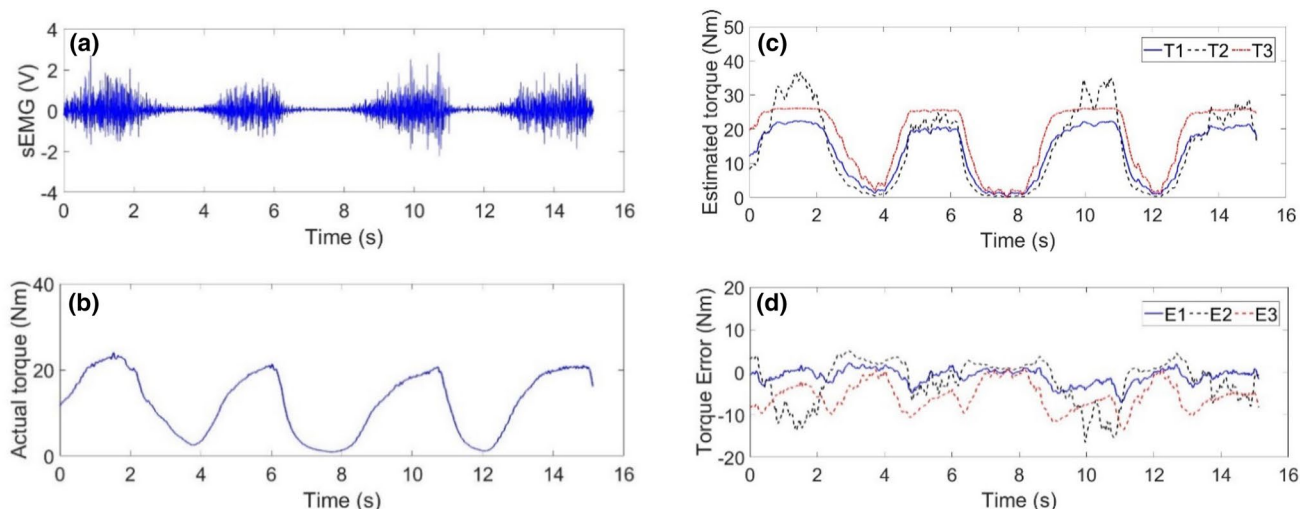 (a)
sEMG (V)
4
2
0
-2
-4
0 2 4 6 8 10 12 14 16
Time (s)
(b)
Actual torque (Nm)
40
20
0
0 2 4 6 8 10 12 14 16
Time (s)
(c)
T1 T2 T3
Estimated torque (Nm)
50
40
30
20
10
0
0 2 4 6 8 10 12 14 16
Time (s)
(d)
E1 E2 E3
Torque Error (Nm)
20
10
0
-10
-20
0 2 4 6 8 10 12 14 16
Time (s)